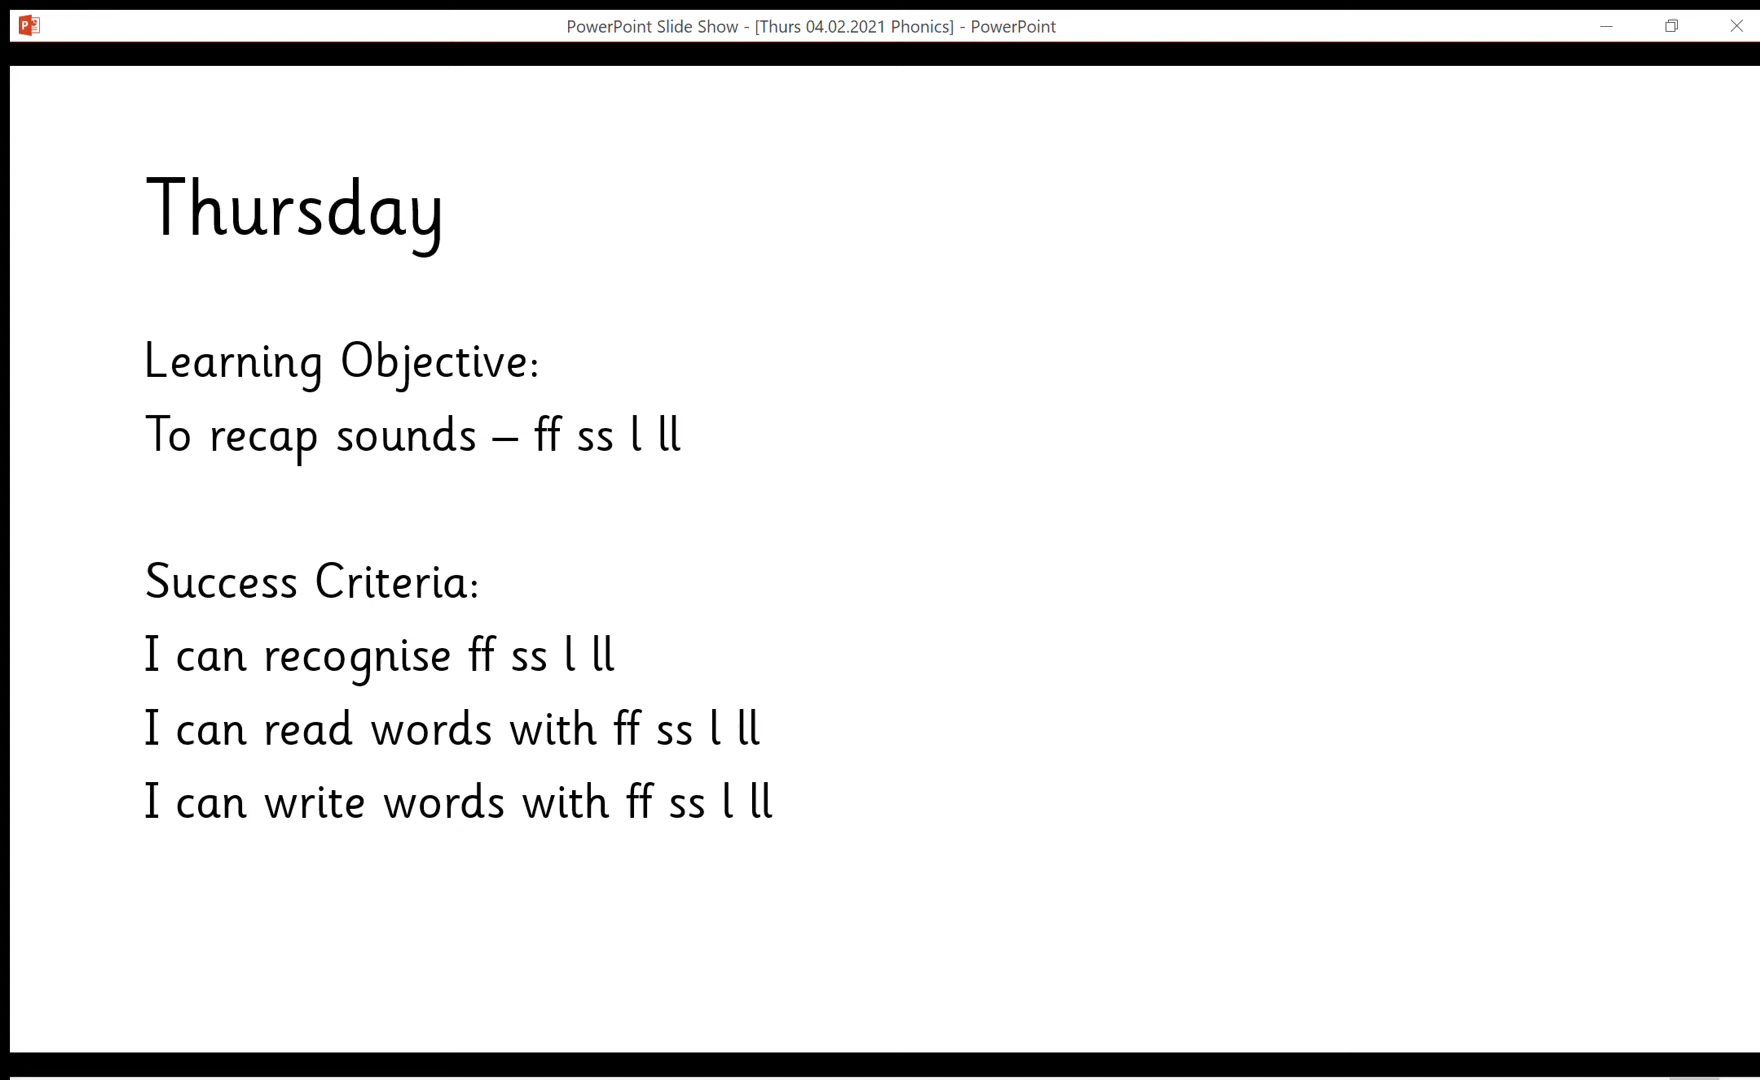 PowerPoint Slide Show - [Thurs 04.02.2021 Phonics] - PowerPoint
Thursday
Learning Objective:
To recap sounds – ff ss l ll
Success Criteria:
I can recognise ff ss l ll
I can read words with ff ss l ll
I can write words with ff ss l ll